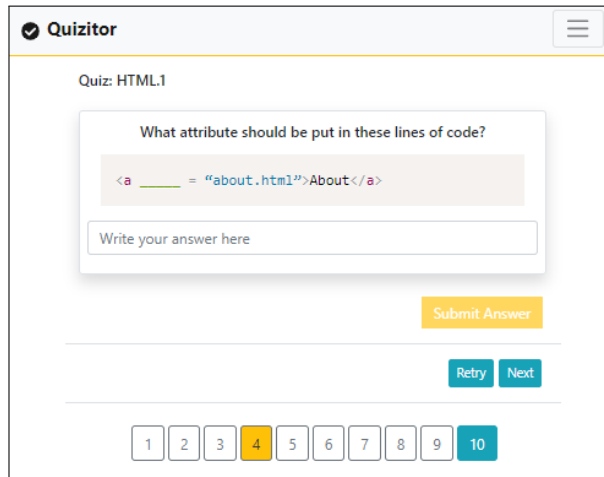 Quizitor
Quiz: HTML.1
What attribute should be put in these lines of code?
<a _____ = “about.html”>About</a>
Write your answer here
Submit Answer
Retry Next
1 2 3 4 5 6 7 8 9 10